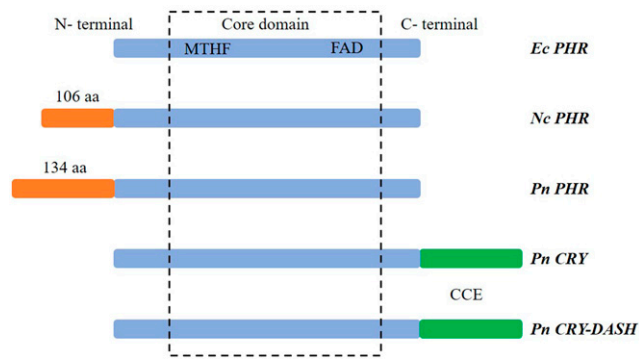 N- terminal Core domain C- terminal
MTHF FAD Ec PHR
106 aa
Nc PHR
134 aa
Pn PHR
Pn CRY
CCE
Pn CRY-DASH